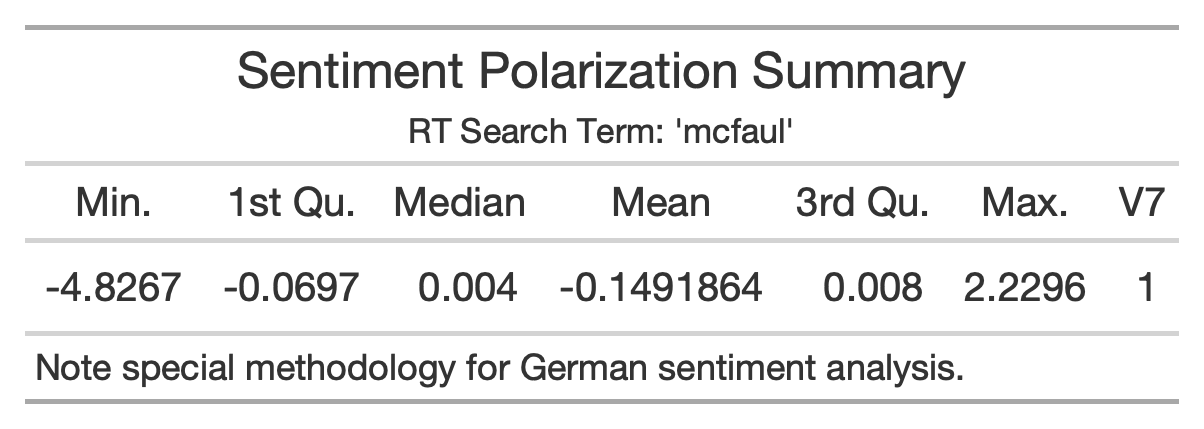 Sentiment Polarization Summary
RT Search Term: 'mcfaul'
Min. 1st Qu. Median Mean 3rd Qu. Max. V7
-4.8267 -0.0697 0.004 -0.1491864 0.008 2.2296 1
Note special methodology for German sentiment analysis.